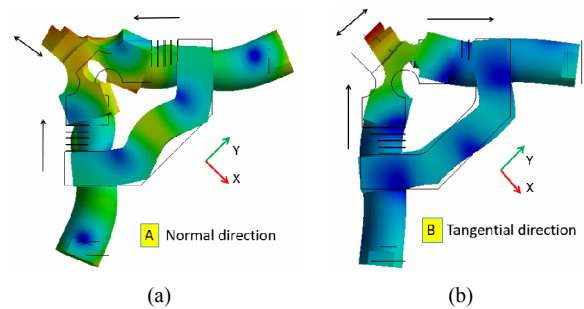 Y
X
A Normal direction
Y
X
B Tangential direction
(a)
(b)